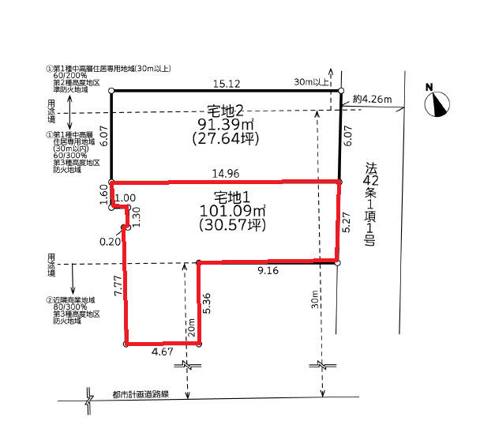 ①第1種中高層住居専用地域(30m以上)
60/200%
第2種高度地区
準防火地域
用途境
①第1種中高層
住居専用地域
(30m以内)
60/300%
第3種高度地区
防火地域
15.12
30m以上
N
約4.26m
宅地2
91.39㎡
(27.64坪)
6.07
6.07
法42条1項1号
14.96
宅地1
101.09㎡
(30.57坪)
1.60
1.00
1.30
0.20
5.27
用途境
9.16
7.77
5.36
20m
30m
②近隣商業地域
80/300%
第3種高度地区
防火地域
4.67
都市計画道路線